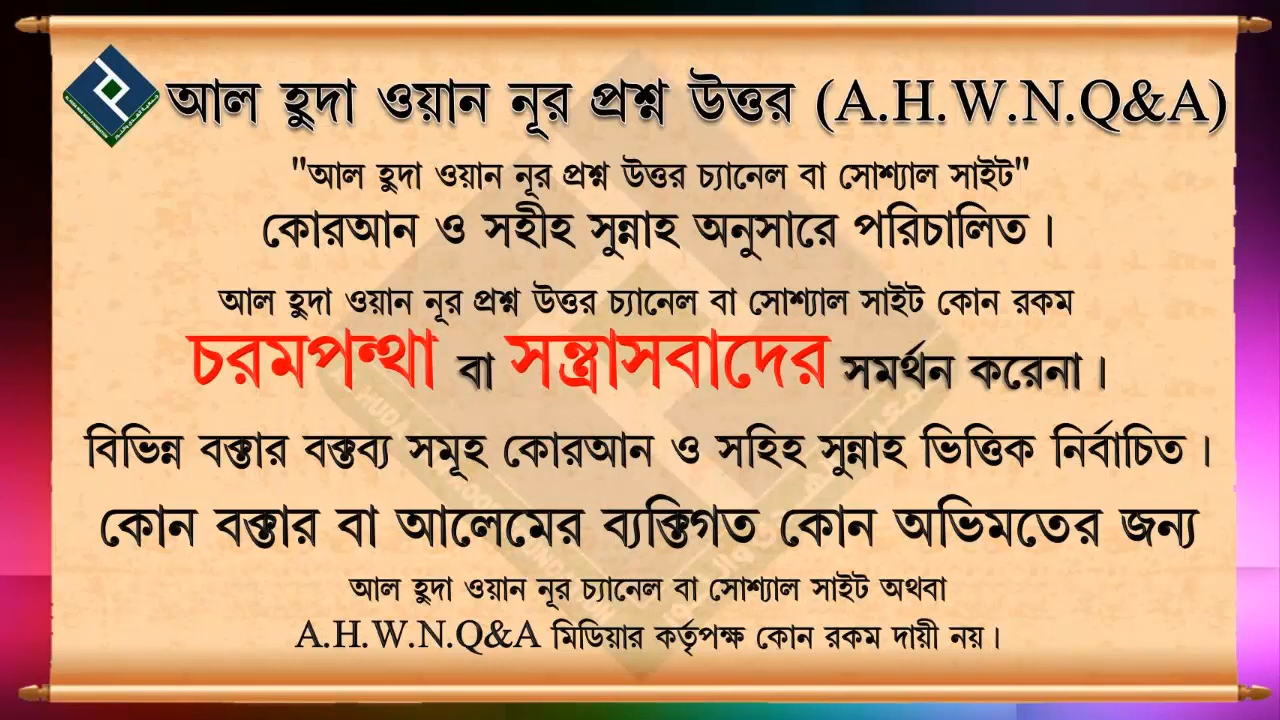 আল হুদা ওয়ান নূর প্রশ্ন উত্তর (A.H.W.N.Q&A)
"আল হুদা ওয়ান নূর প্রশ্ন উত্তর চ্যানেল বা সোশ্যাল সাইট"
কোরআন ও সহীহ সুন্নাহ অনুসারে পরিচালিত।
আল হুদা ওয়ান নূর প্রশ্ন উত্তর চ্যানেল বা সোশ্যাল সাইট কোন রকম
চরমপন্থা বা সন্ত্রাসবাদের সমর্থন করেনা।
বিভিন্ন বক্তার বক্তব্য সমূহ কোরআন ও সহিহ সুন্নাহ ভিত্তিক নির্বাচিত।
কোন বক্তার বা আলেমের ব্যক্তিগত কোন অভিমতের জন্য
আল হুদা ওয়ান নূর চ্যানেল বা সোশ্যাল সাইট অথবা
A.H.W.N.Q&A মিডিয়ার কর্তৃপক্ষ কোন রকম দায়ী নয়।